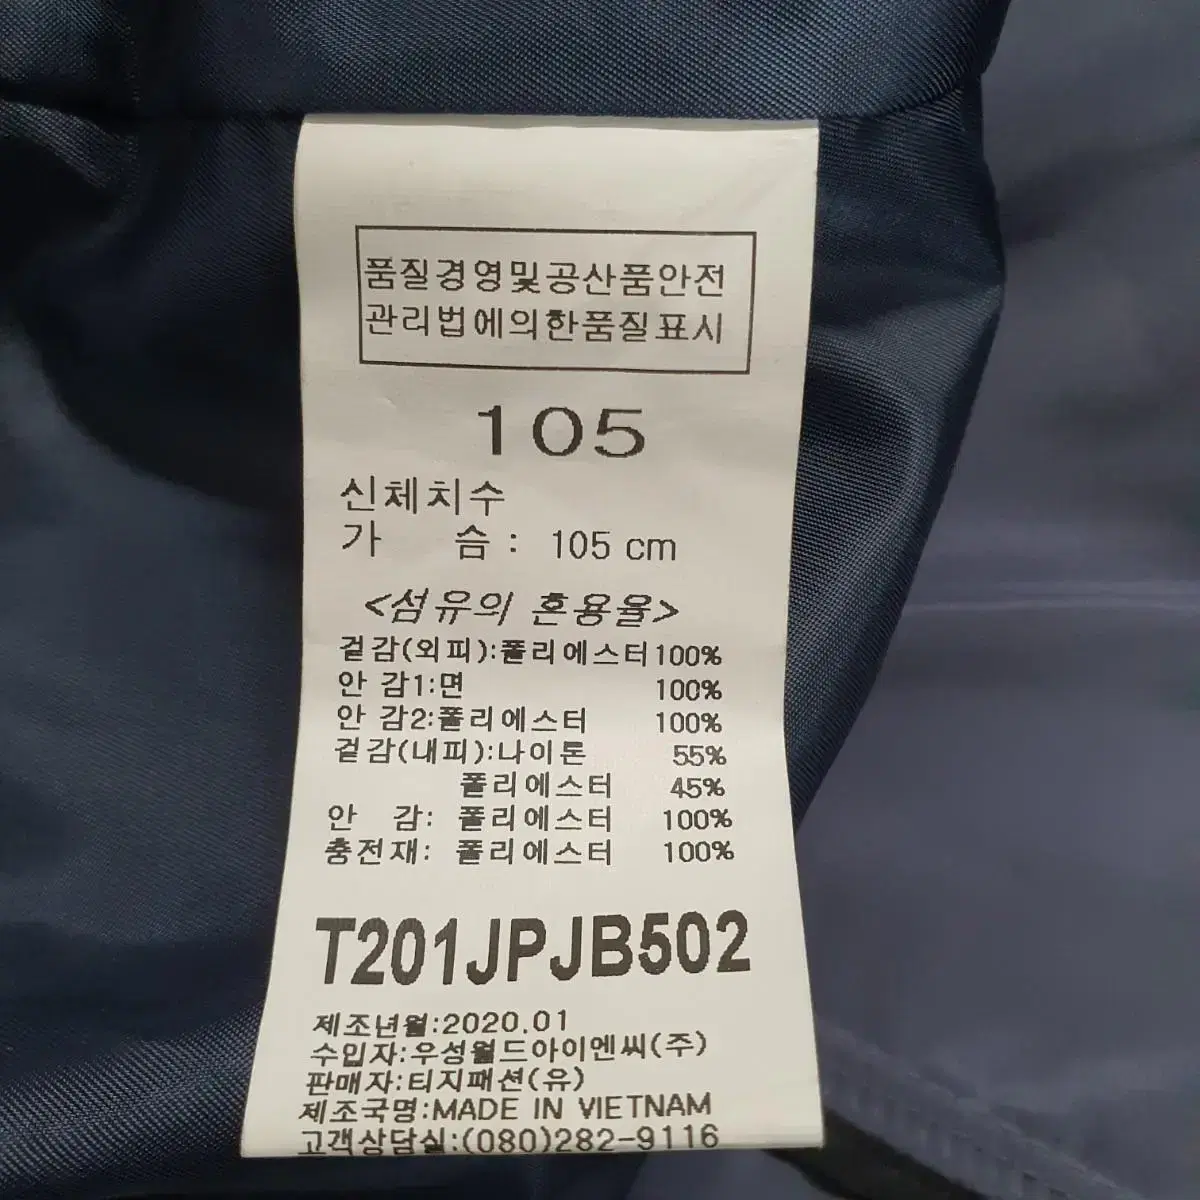 품질경영및공산품안전
관리법에의한품질표시
105
신체치수
가 슴 : 105 cm
<섬유의 혼용율>
겉감(외피):폴리에스터100%
안 감1:면 100%
안 감2:폴리에스터 100%
겉감(내피):나이톤 55%
폴리에스터 45%
안 감: 폴리에스터 100%
충전재: 폴리에스터 100%
T201JPJB502
제조년월:2020.01
수입자:우성월드아이엔씨(주)
판매자:티지패션(유)
제조국명:MADE IN VIETNAM
고객상담실:(080)282-9116